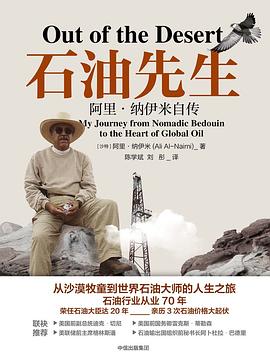 Out of the Desert
石油先生
阿里·纳伊米自传
My Journey from Nomadic Bedouin
to the Heart of Global Oil
[沙特] 阿里·纳伊米 (Ali Al-Naimi)_著
陈学斌 刘彤_译
从沙漠牧童到世界石油大师的人生之旅
石油行业从业 70 年
荣任石油大臣达 20 年____亲历3次石油价格大起伏
联袂推荐
▸美国前副总统迪克·切尼 ▸美国前国务卿雷克斯·蒂勒森
▸美联储前主席格林斯潘 ▸石油输出国组织前秘书长阿卜杜拉·巴德里
中信出版集团